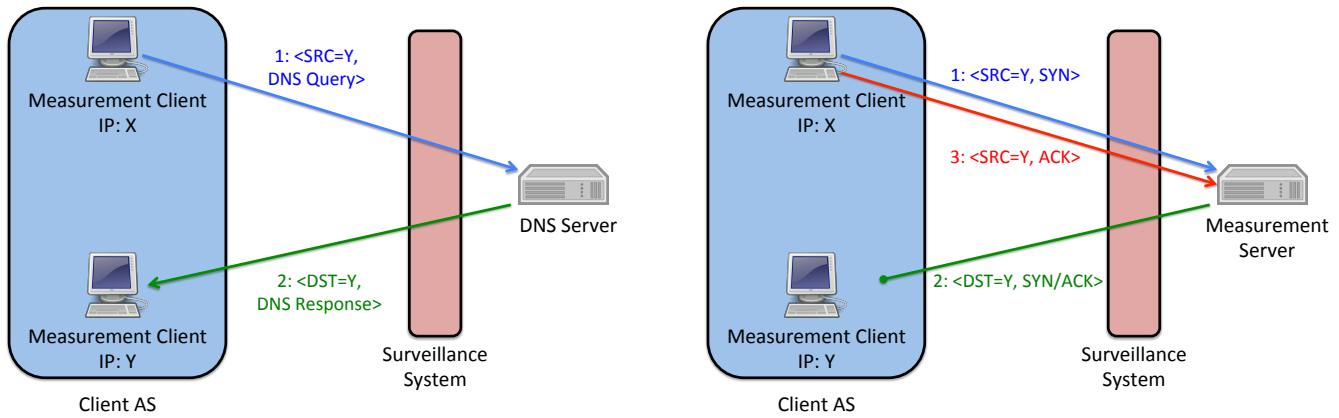 1: <SRC=Y,
DNS Query>
Measurement Client
IP: X
DNS Server
2: <DST=Y,
DNS Response>
Measurement Client
IP: Y
Surveillance
System
Client AS
1: <SRC=Y, SYN>
Measurement Client
IP: X
3: <SRC=Y, ACK>
Measurement
Server
2: <DST=Y, SYN/ACK>
Measurement Client
IP: Y
Surveillance
System
Client AS